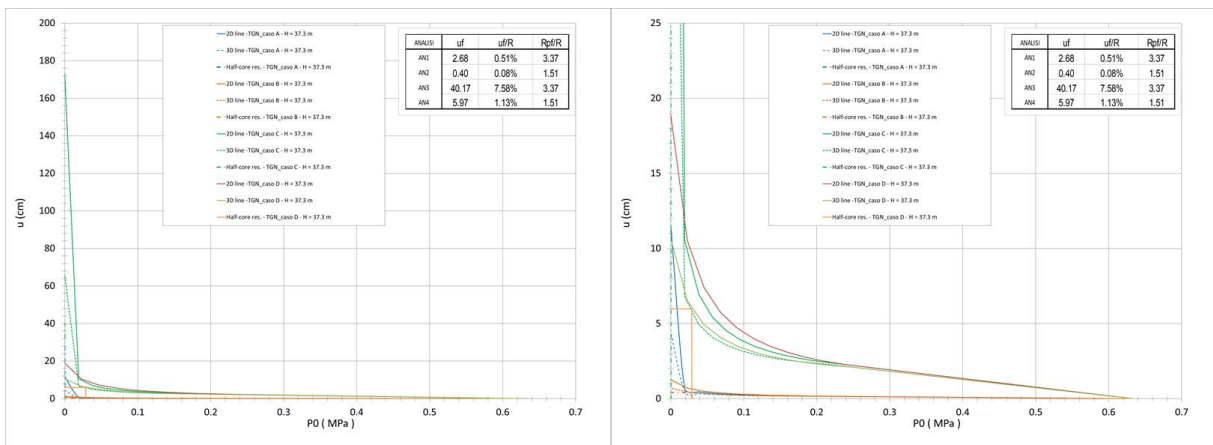 200
180
160
140
120
100
80
60
40
20
0
u (cm)
0 0.1 0.2 0.3 0.4 0.5 0.6 0.7
P0 ( MPa )
2D line -TGN_caso A - H = 37.3 m
3D line -TGN_caso A - H = 37.3 m
Half-core res. - TGN_caso A - H = 37.3 m
2D line -TGN_caso B - H = 37.3 m
3D line -TGN_caso B - H = 37.3 m
Half-core res. - TGN_caso B - H = 37.3 m
2D line -TGN_caso C - H = 37.3 m
3D line -TGN_caso C - H = 37.3 m
Half-core res. - TGN_caso C - H = 37.3 m
2D line -TGN_caso D - H = 37.3 m
3D line -TGN_caso D - H = 37.3 m
Half-core res. - TGN_caso D - H = 37.3 m
ANALISI uf uf/R Rpf/R
AN1 2.68 0.51% 3.37
AN2 0.40 0.08% 1.51
AN3 40.17 7.58% 3.37
AN4 5.97 1.13% 1.51
25
20
15
10
5
0
u (cm)
0 0.1 0.2 0.3 0.4 0.5 0.6 0.7
P0 ( MPa )
2D line -TGN_caso A - H = 37.3 m
3D line -TGN_caso A - H = 37.3 m
Half-core res. - TGN_caso A - H = 37.3 m
2D line -TGN_caso B - H = 37.3 m
3D line -TGN_caso B - H = 37.3 m
Half-core res. - TGN_caso B - H = 37.3 m
2D line -TGN_caso C - H = 37.3 m
3D line -TGN_caso C - H = 37.3 m
Half-core res. - TGN_caso C - H = 37.3 m
2D line -TGN_caso D - H = 37.3 m
3D line -TGN_caso D - H = 37.3 m
Half-core res. - TGN_caso D - H = 37.3 m
ANALISI uf uf/R Rpf/R
AN1 2.68 0.51% 3.37
AN2 0.40 0.08% 1.51
AN3 40.17 7.58% 3.37
AN4 5.97 1.13% 1.51